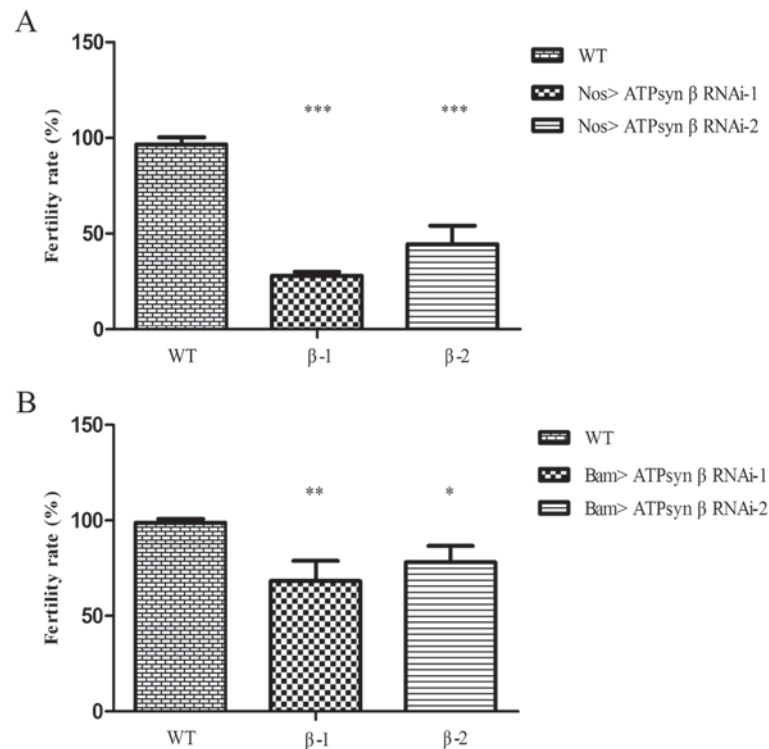 A
150
100
50
0
Fertility rate (%)
***
***
WT
β-1
β-2
WT
Nos> ATPsyn β RNAi-1
Nos> ATPsyn β RNAi-2
B
150
100
50
0
Fertility rate (%)
**
*
WT
β-1
β-2
WT
Bam> ATPsyn β RNAi-1
Bam> ATPsyn β RNAi-2